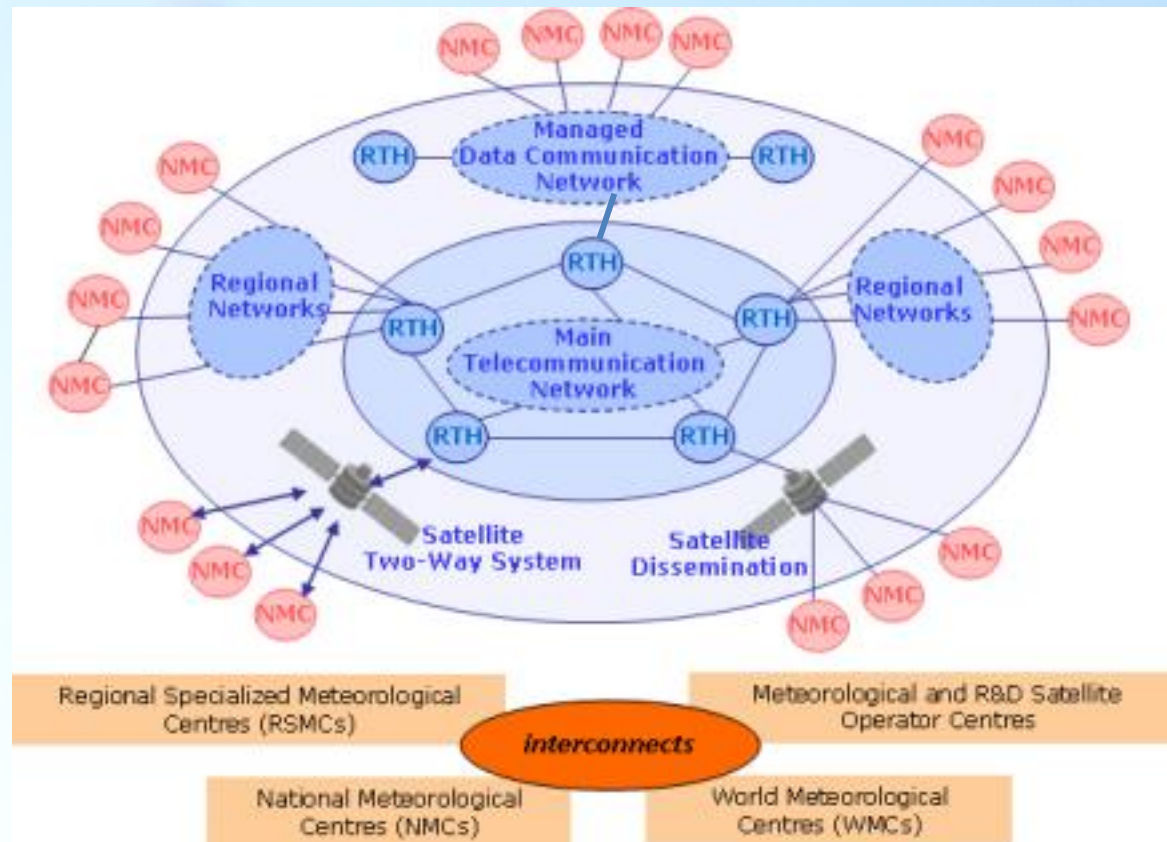 NMC
NMC
NMC
NMC
Managed
Data Communication
Network
RTH
RTH
NMC
NMC
NMC
NMC
NMC
NMC
NMC
NMC
RTH
Regional
Networks
RTH
RTH
Regional
Networks
Main
Telecommunication
Network
RTH
RTH
Satellite
Two-Way System
Satellite
Dissemination
NMC
NMC
NMC
NMC
NMC
NMC
Regional Specialized Meteorological
Centres (RSMCs)
Meteorological and R&D Satellite
Operator Centres
interconnects
National Meteorological
Centres (NMCs)
World Meteorological
Centres (WMCs)